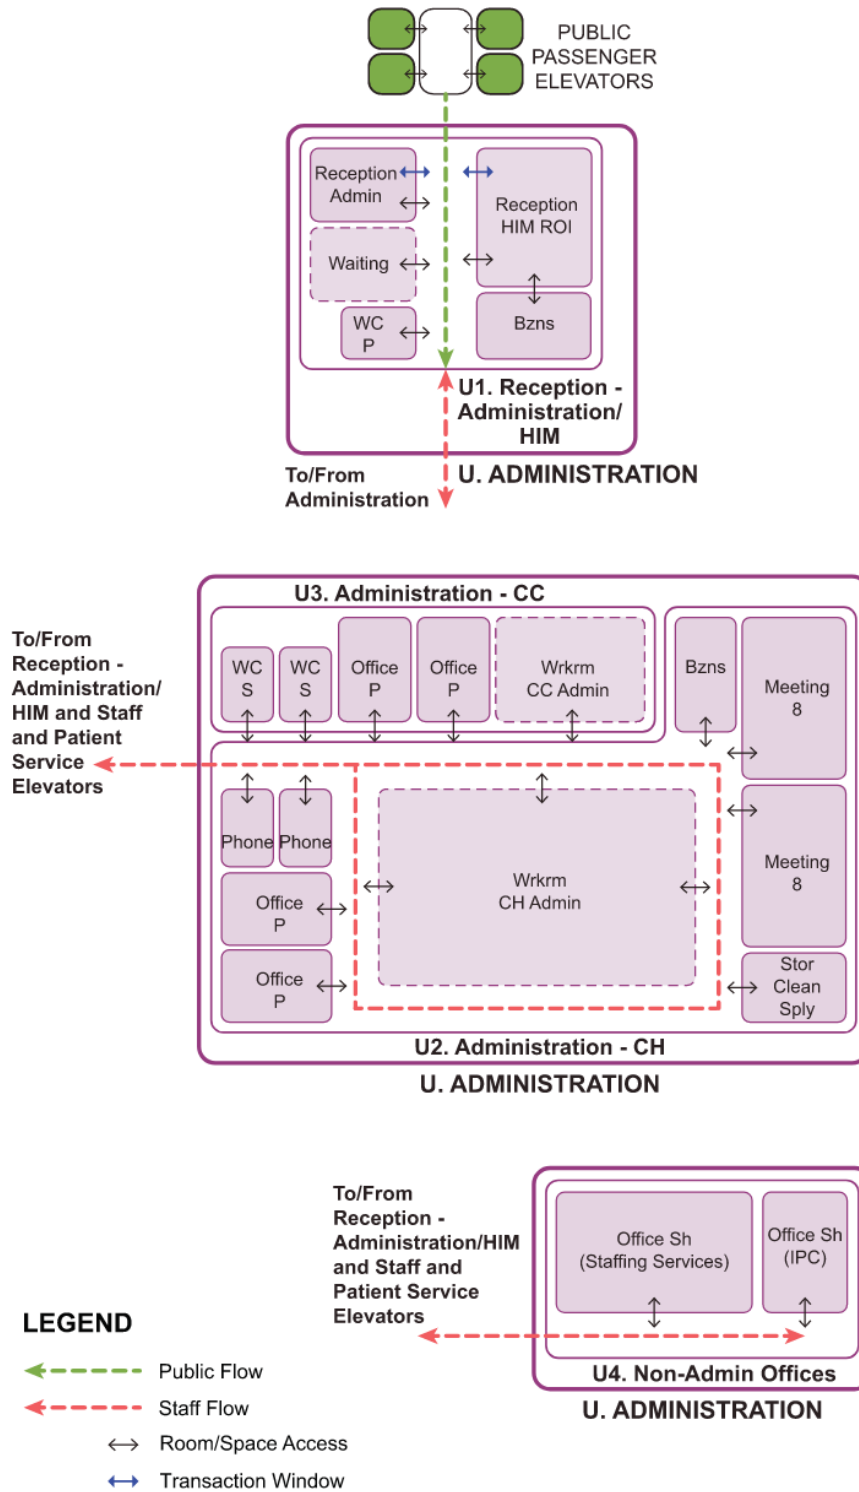 PUBLIC
PASSENGER
ELEVATORS
Reception
Admin
Reception
HIM ROI
Waiting
WC
P
Bzns
U1. Reception -
Administration/
HIM
To/From
Administration
U. ADMINISTRATION
U3. Administration - CC
To/From
Reception -
Administration/
HIM and Staff
and Patient
Service
Elevators
WC
S
WC
S
Office
P
Office
P
Wrkrm
CC Admin
Bzns
Meeting
8
Phone
Phone
Wrkrm
CH Admin
Meeting
8
Office
P
Office
P
Stor
Clean
Sply
U2. Administration - CH
U. ADMINISTRATION
To/From
Reception -
Administration/HIM
and Staff and
Patient Service
Elevators
Office Sh
(Staffing Services)
Office Sh
(IPC)
U4. Non-Admin Offices
U. ADMINISTRATION
LEGEND
Public Flow
Staff Flow
Room/Space Access
Transaction Window